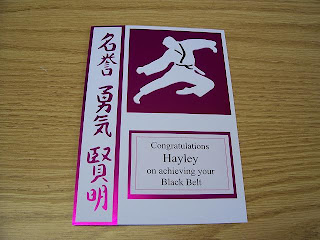 名誉 勇気 賢明
Congratulations
Hayley
on achieving your
Black Belt